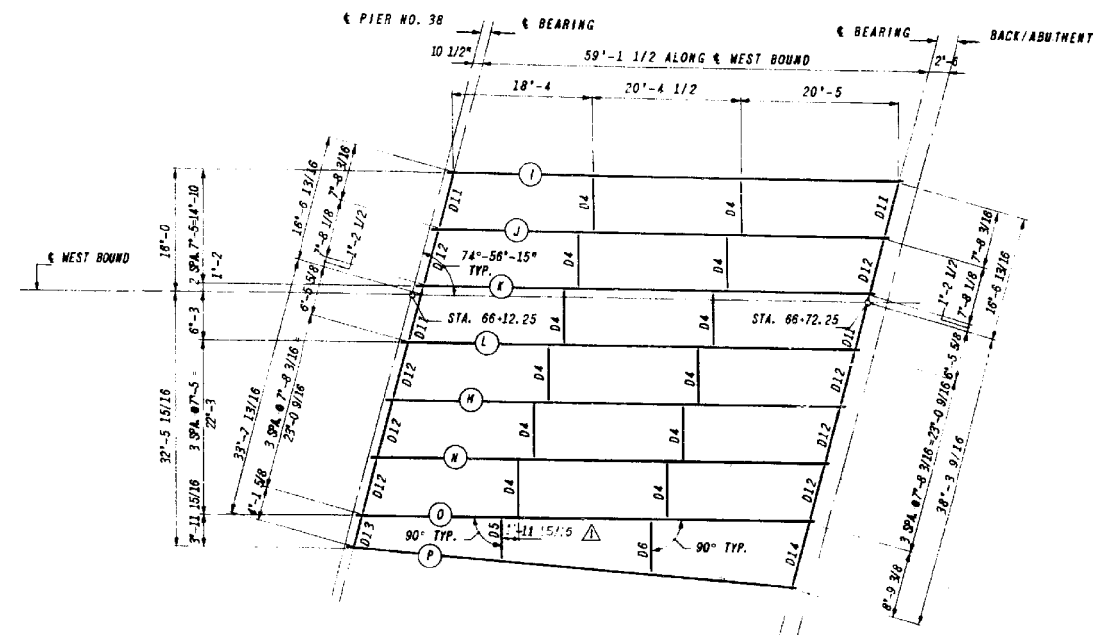 ℄ PIER NO. 38
℄ BEARING
℄ BEARING
BACK/ABUTMENT
10 1/2"
59'-1 1/2 ALONG ℄ WEST BOUND
2'-6
18'-4
20'-4 1/2
20'-5
I
D11
D4
D4
D11
J
D12
D4
D4
D12
74°-56'-15"
TYP.
K
℄ WEST BOUND
STA. 66+12.25
STA. 66+72.25
D11
D4
D4
L
D12
D4
D4
D12
M
D12
D4
D4
D12
N
D12
D4
D4
D12
O
D13
90° TYP.
D5
11 15/16
D6
90° TYP.
D14
P
16'-0
2 SPA. 7'-5=14'-10
1'-2
6'-3
32'-5 15/16
3 SPA @ 7'-5 =
22'-3
3'-11 15/16
16'-6 13/16
7'-8 3/16
7'-8 1/8
1'-2 1/2
6'-5 5/8
33'-7 13/16
3 SPA. @ 7'-8 3/16 =
23'-0 9/16
4'-1 5/8
7'-8 3/16
7'-8 1/8
1'-2 1/2
16'-6 13/16
6'-5 5/8
3 SPA. @ 7'-8 3/16 =23'-0 9/16
38'-3 9/16
8'-9 3/8